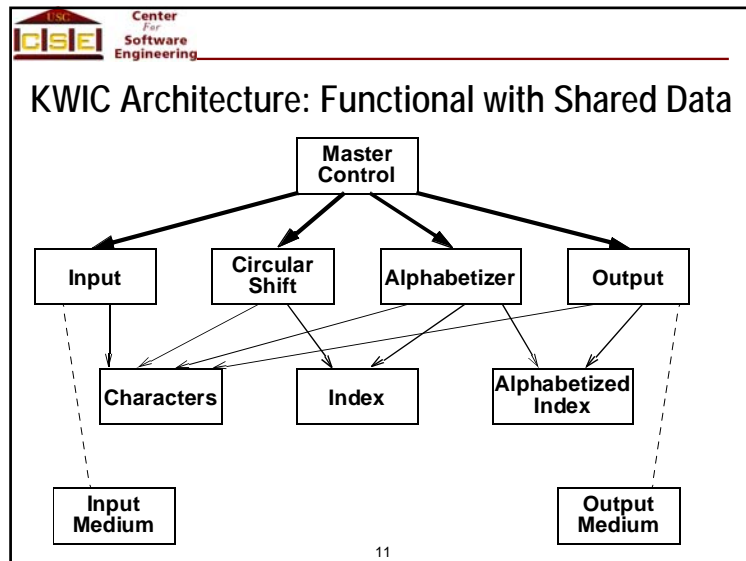 USC
CSE
Center
For
Software
Engineering
KWIC Architecture: Functional with Shared Data
Master
Control
Input
Circular
Shift
Alphabetizer
Output
Characters
Index
Alphabetized
Index
Input
Medium
Output
Medium
11